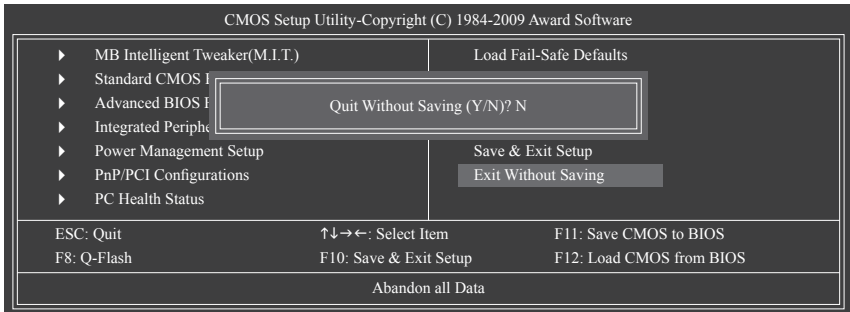 CMOS Setup Utility-Copyright (C) 1984-2009 Award Software
MB Intelligent Tweaker(M.I.T.)
Standard CMOS
Advanced BIOS
Integrated
Power Management Setup
PnP/PCI Configurations
PC Health Status
Load Fail-Safe Defaults
Save & Exit Setup
Exit Without Saving
Quit Without Saving (Y/N)? N
ESC: Quit ↑↓→←: Select Item F11: Save CMOS to BIOS
F8: Q-Flash F10: Save & Exit Setup F12: Load CMOS from BIOS
Abandon all Data